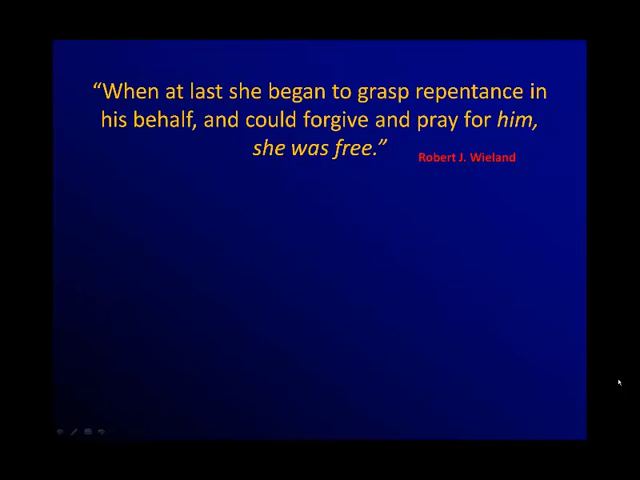 “When at last she began to grasp repentance in
his behalf, and could forgive and pray for him,
she was free.”
Robert J. Wieland